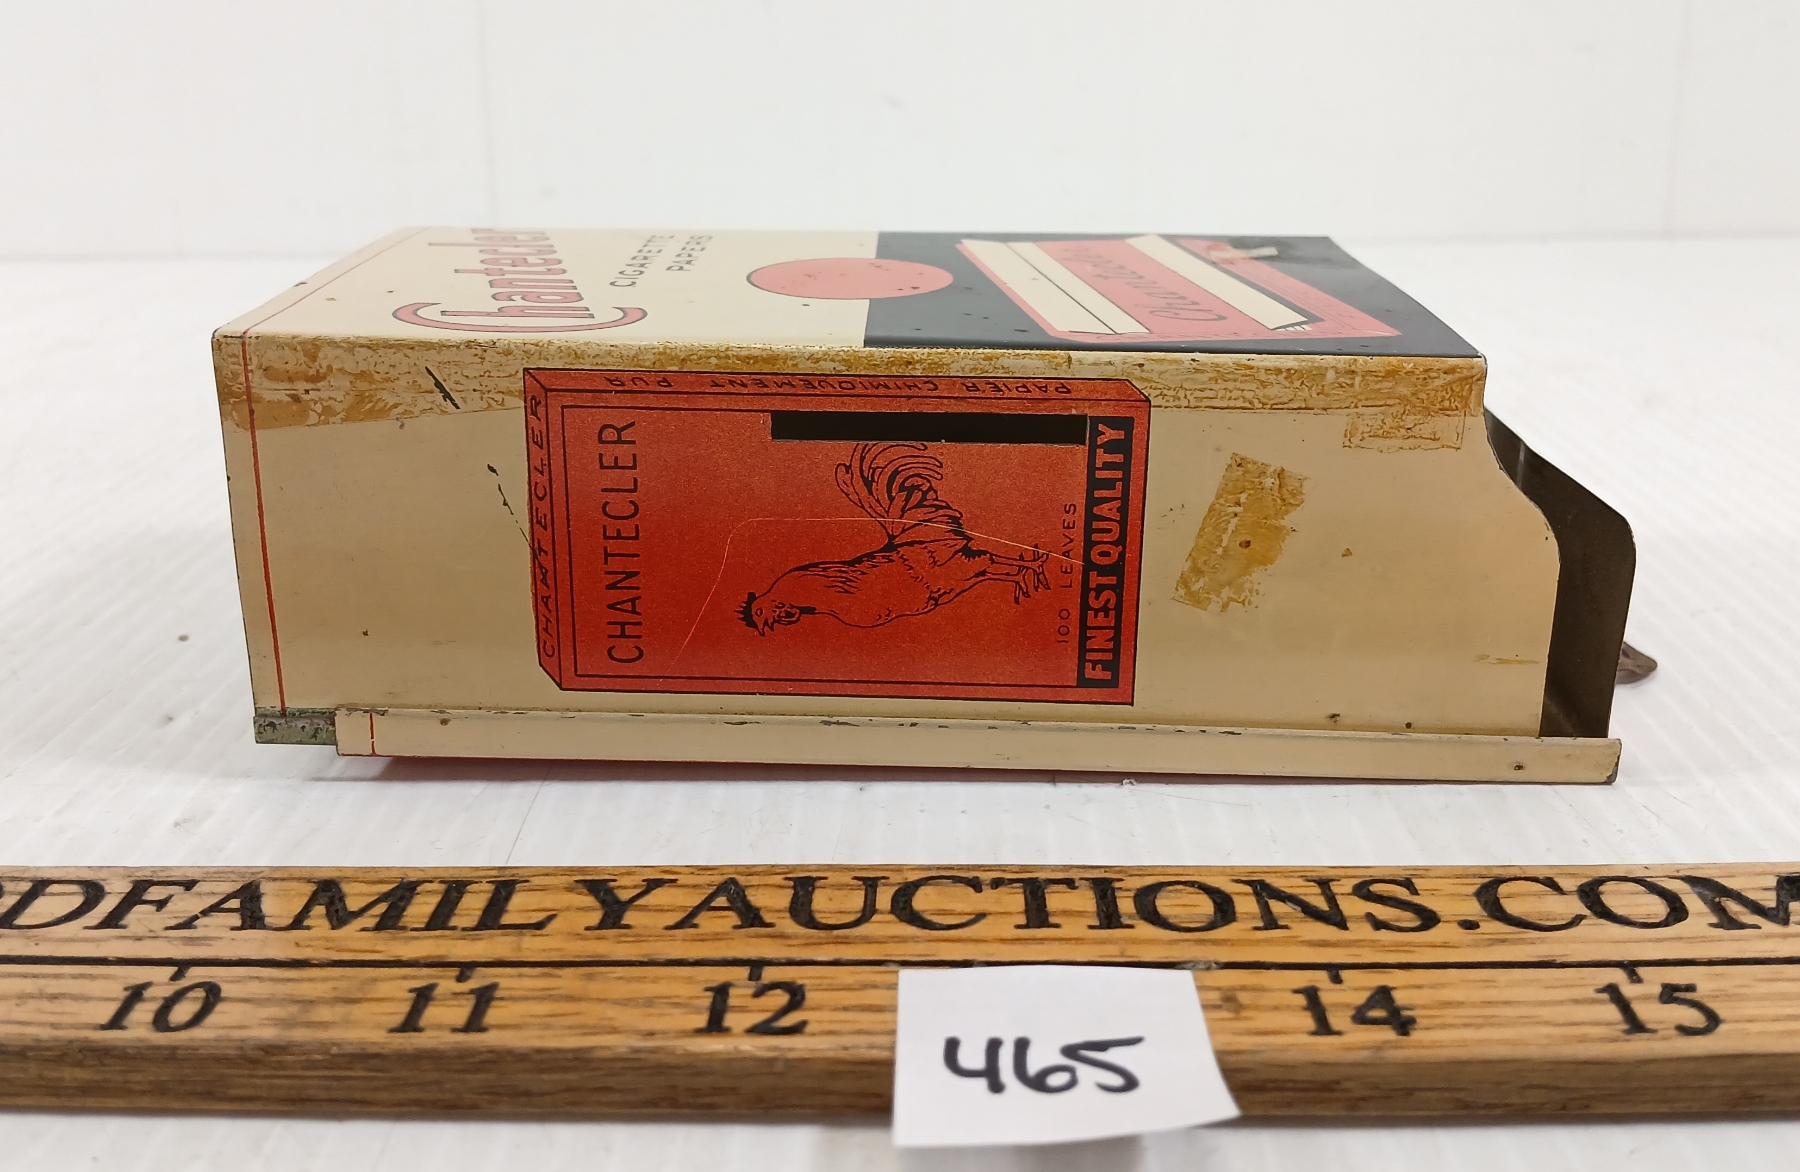 Chantecler
CIGARETTE
PAPERS
Chantecler
PAPIER CHIMIQUEMENT PUR
CHANTECLER
CHANTECLER
100 LEAVES
FINEST QUALITY
RDFAMILYAUCTIONS.COM
10 11 12 14 15
465